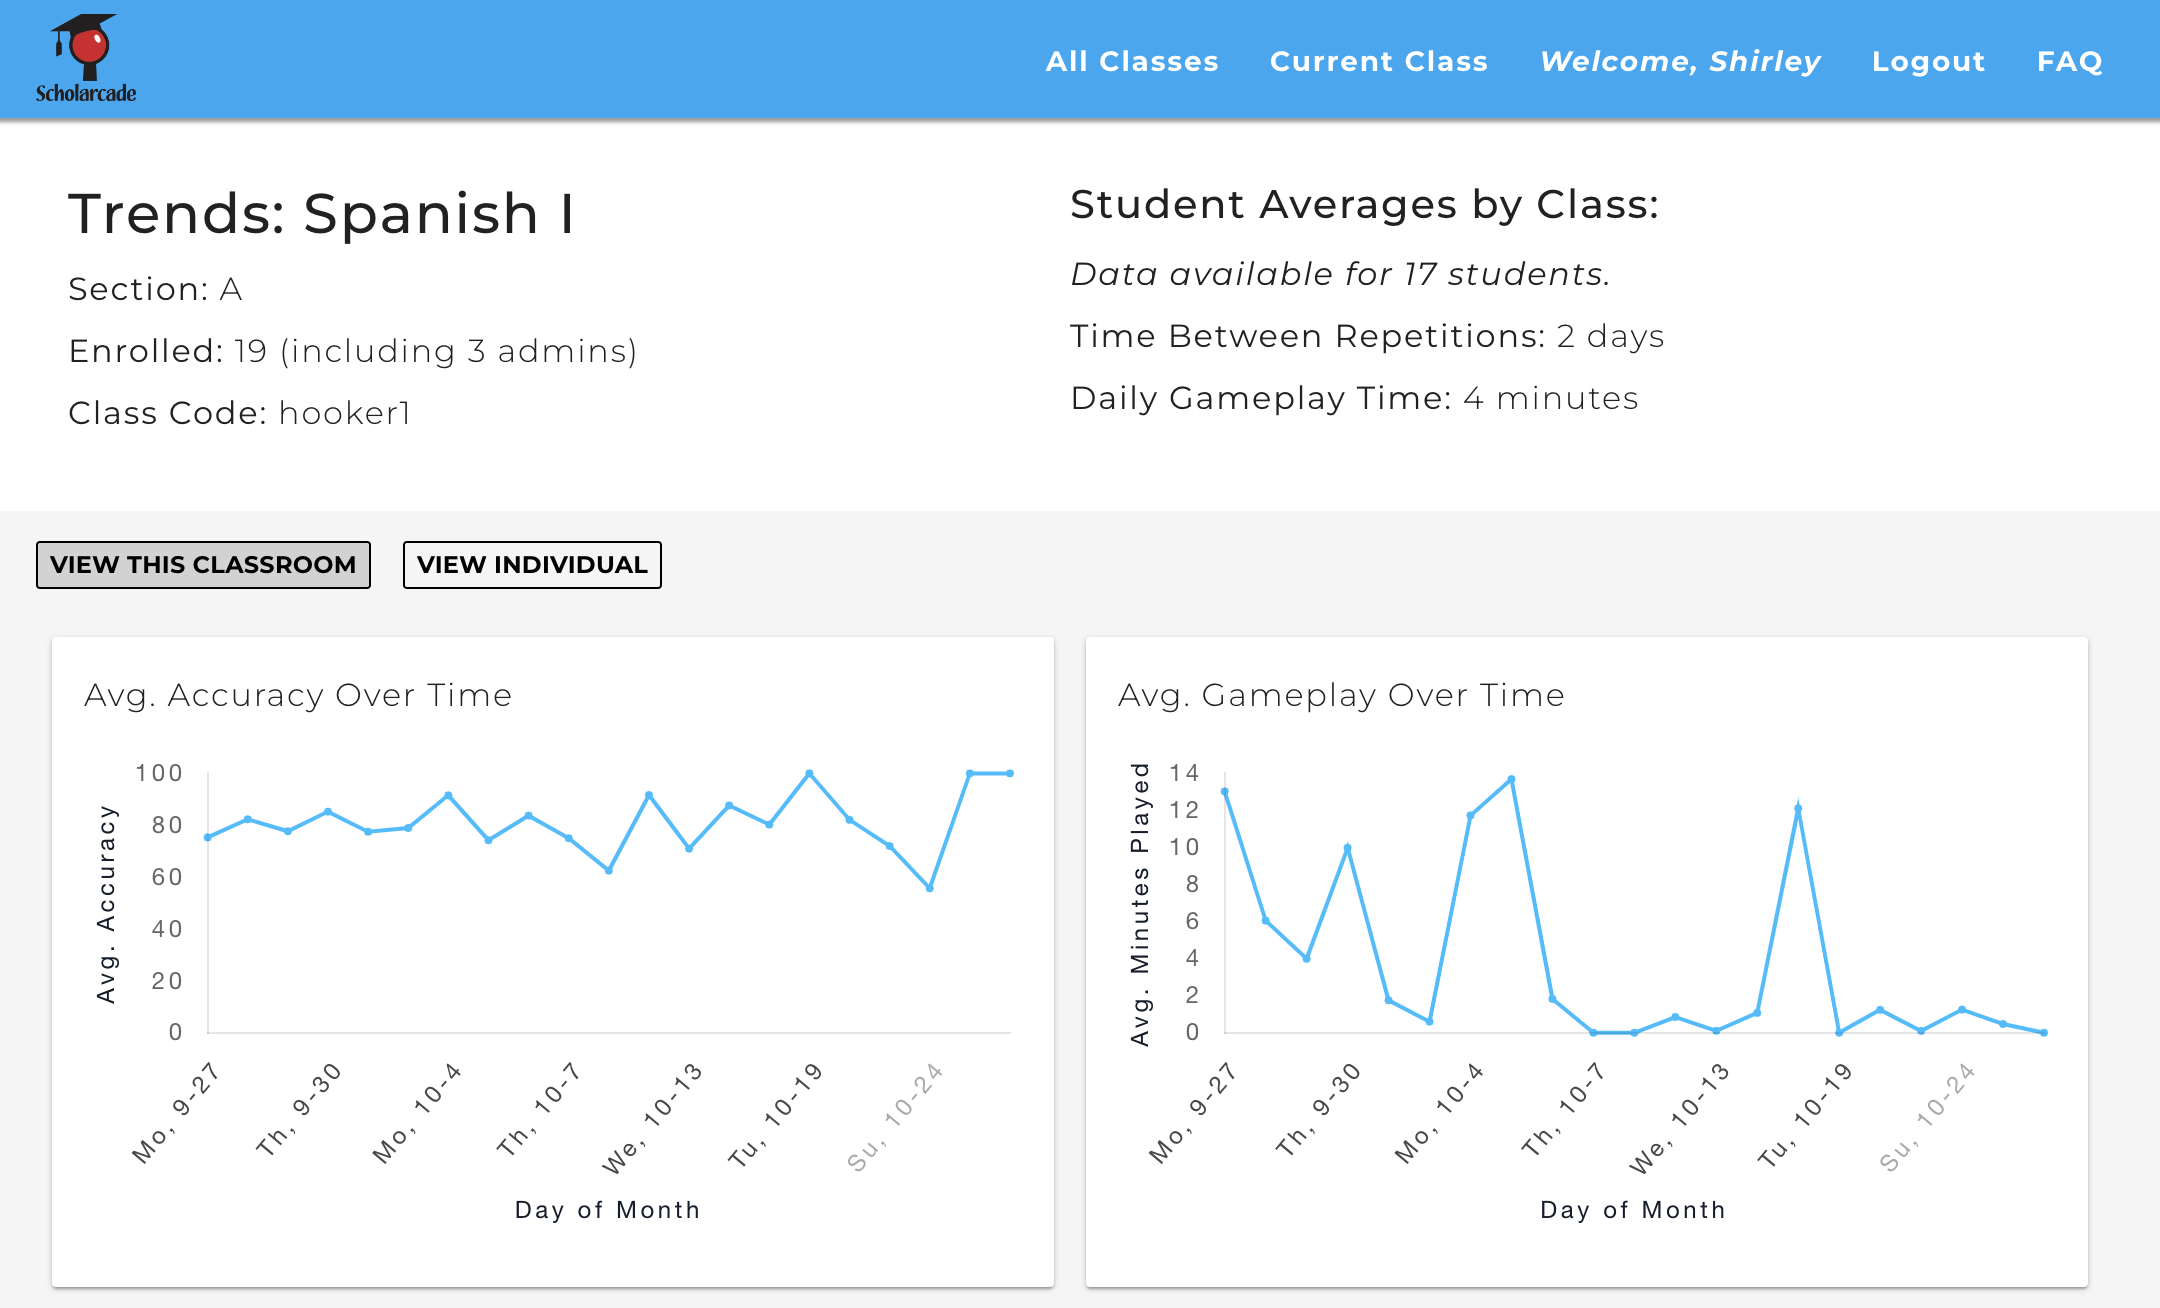 Scholarcade
All Classes Current Class Welcome, Shirley Logout FAQ
Trends: Spanish I
Section: A
Enrolled: 19 (including 3 admins)
Class Code: hooker1
Student Averages by Class:
Data available for 17 students.
Time Between Repetitions: 2 days
Daily Gameplay Time: 4 minutes
VIEW THIS CLASSROOM VIEW INDIVIDUAL
Avg. Accuracy Over Time
Avg. Accuracy
100
80
60
40
20
0
Mo, 9-27
Th, 9-30
Mo, 10-4
Th, 10-7
We, 10-13
Tu, 10-19
Su, 10-24
Day of Month
Avg. Gameplay Over Time
Avg. Minutes Played
14
12
10
8
6
4
2
0
Mo, 9-27
Th, 9-30
Mo, 10-4
Th, 10-7
We, 10-13
Tu, 10-19
Su, 10-24
Day of Month